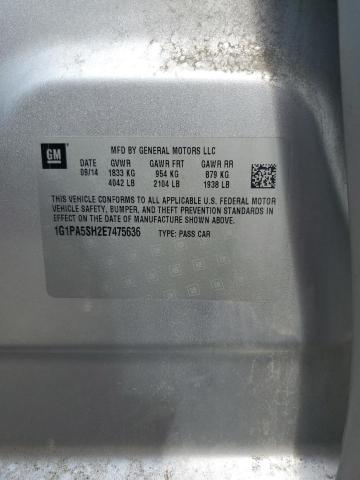 GM
MFD BY GENERAL MOTORS LLC
DATE GVWR GAWR FRT GAWR RR
09/14 1833 KG 954 KG 879 KG
4042 LB 2104 LB 1938 LB
THIS VEHICLE CONFORMS TO ALL APPLICABLE U.S. FEDERAL MOTOR
VEHICLE SAFETY, BUMPER, AND THEFT PREVENTION STANDARDS IN
EFFECT ON THE DATE OF MANUFACTURE SHOWN ABOVE.
1G1PA5SH2E7475636 TYPE: PASS CAR